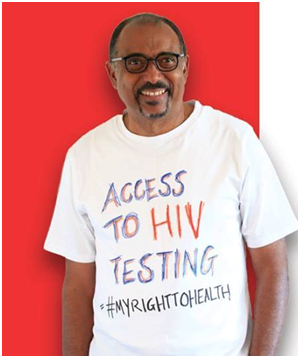 ACCESS
TO HIV
TESTING
=#MYRIGHTTOHEALTH